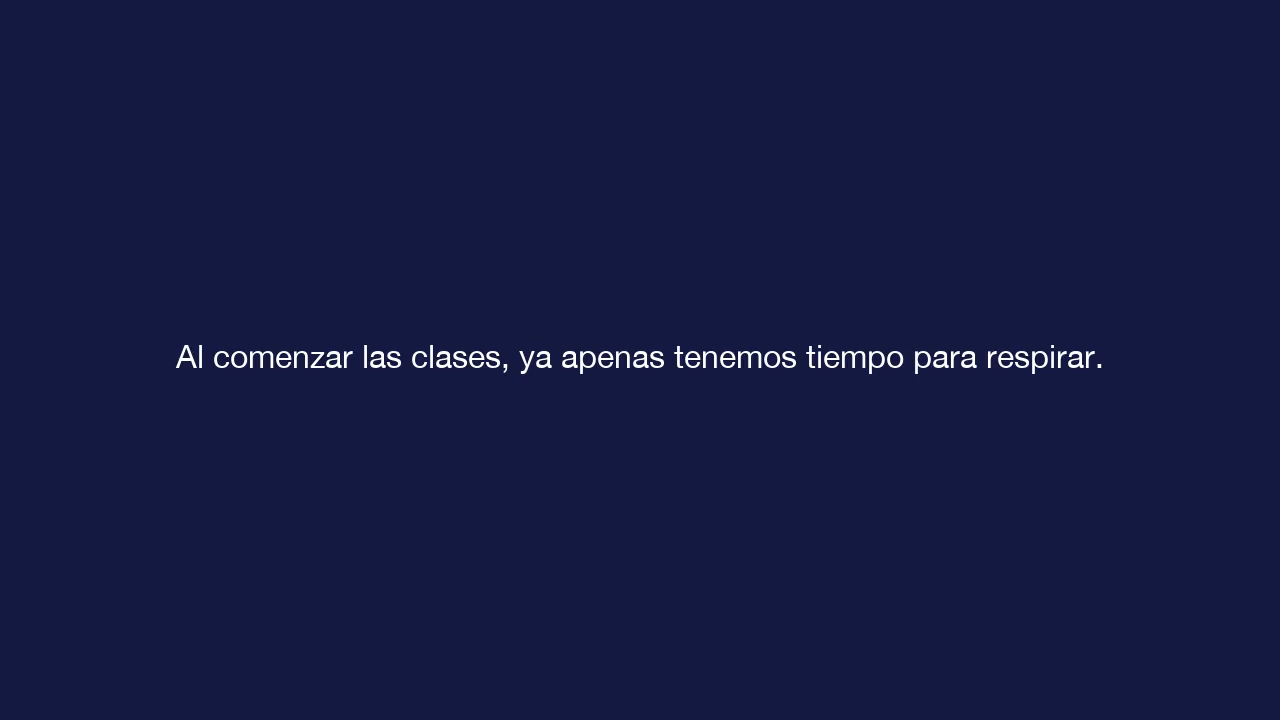 Al comenzar las clases, ya apenas tenemos tiempo para respirar.